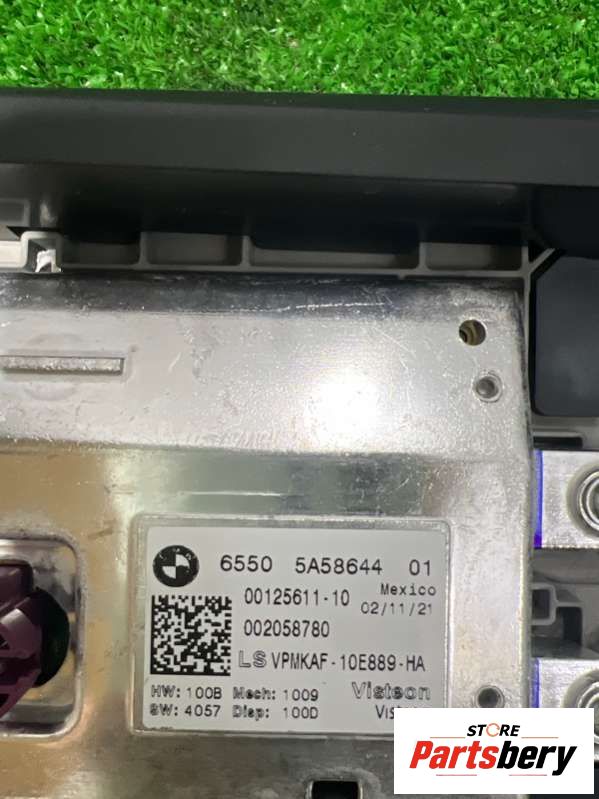 BMW
6550 5A58644 01
00125611-10 Mexico
02/11/21
002058780
LS VPMKAF-10E889-HA
HW: 100B Mech: 1009 Visteon
SW: 4057 Disp: 100D
STORE
Partsbery